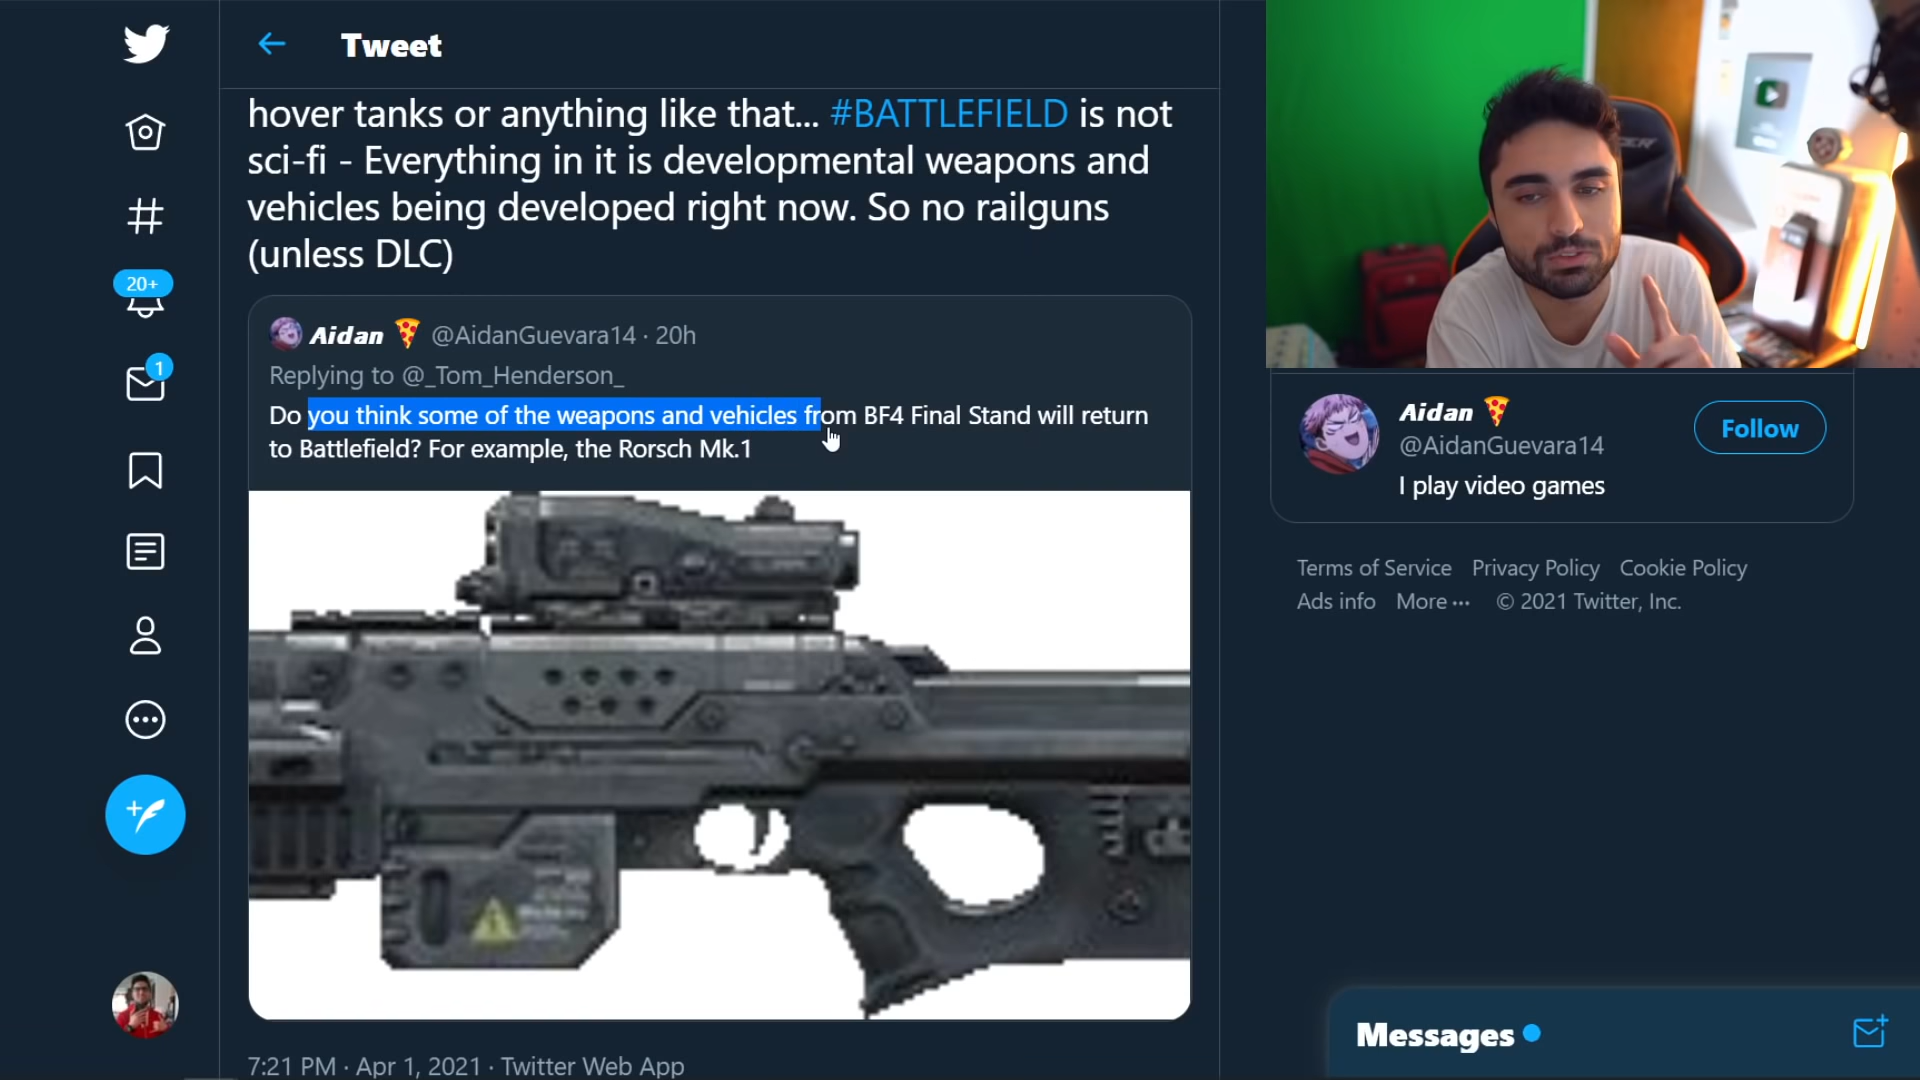 Tweet
hover tanks or anything like that... #BATTLEFIELD is not
sci-fi - Everything in it is developmental weapons and
vehicles being developed right now. So no railguns
(unless DLC)
20+
1
Aidan 🍕 @AidanGuevara14 · 20h
Replying to @_Tom_Henderson_
Do you think some of the weapons and vehicles from BF4 Final Stand will return
to Battlefield? For example, the Rorsch Mk.1
7:21 PM · Apr 1, 2021 · Twitter Web App
Aidan 🍕
@AidanGuevara14
Follow
I play video games
Terms of Service Privacy Policy Cookie Policy
Ads info More ··· © 2021 Twitter, Inc.
Messages